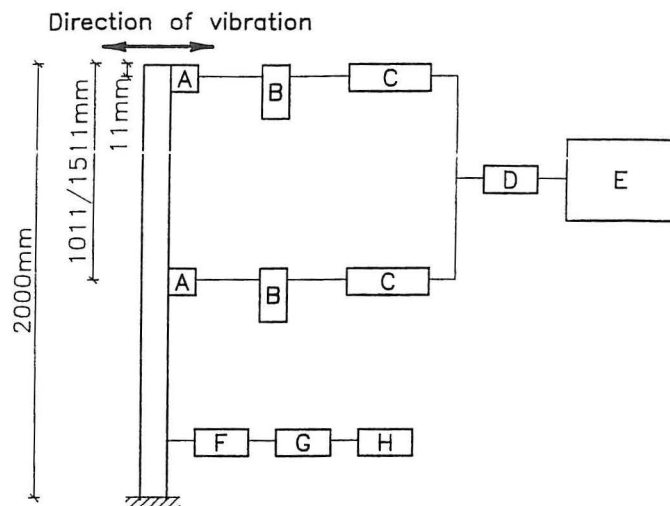 Direction of vibration
11mm
1011/1511mm
2000mm
A
B
C
D
E
A
B
C
F
G
H